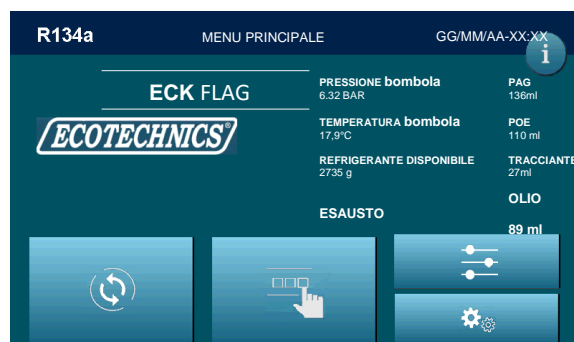 R134a MENU PRINCIPALE GG/MM/AA-XX:XX
i
ECK FLAG
ECOTECHNICS®
PRESSIONE bombola
6.32 BAR
TEMPERATURA bombola
17,9°C
REFRIGERANTE DISPONIBILE
2735 g
ESAUSTO
PAG
136ml
POE
110 ml
TRACCIANTE
27ml
OLIO
89 ml